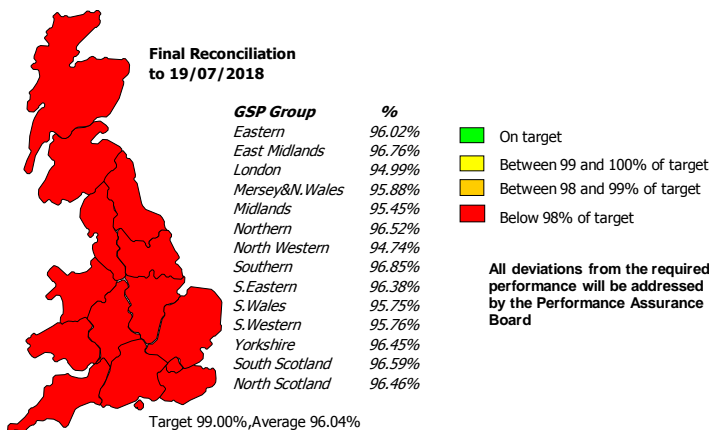 Final Reconciliation
to 19/07/2018
GSP Group %
Eastern 96.02%
East Midlands 96.76%
London 94.99%
Mersey&N.Wales 95.88%
Midlands 95.45%
Northern 96.52%
North Western 94.74%
Southern 96.85%
S.Eastern 96.38%
S.Wales 95.75%
S.Western 95.76%
Yorkshire 96.45%
South Scotland 96.59%
North Scotland 96.46%
Target 99.00%,Average 96.04%
On target
Between 99 and 100% of target
Between 98 and 99% of target
Below 98% of target
All deviations from the required
performance will be addressed
by the Performance Assurance
Board